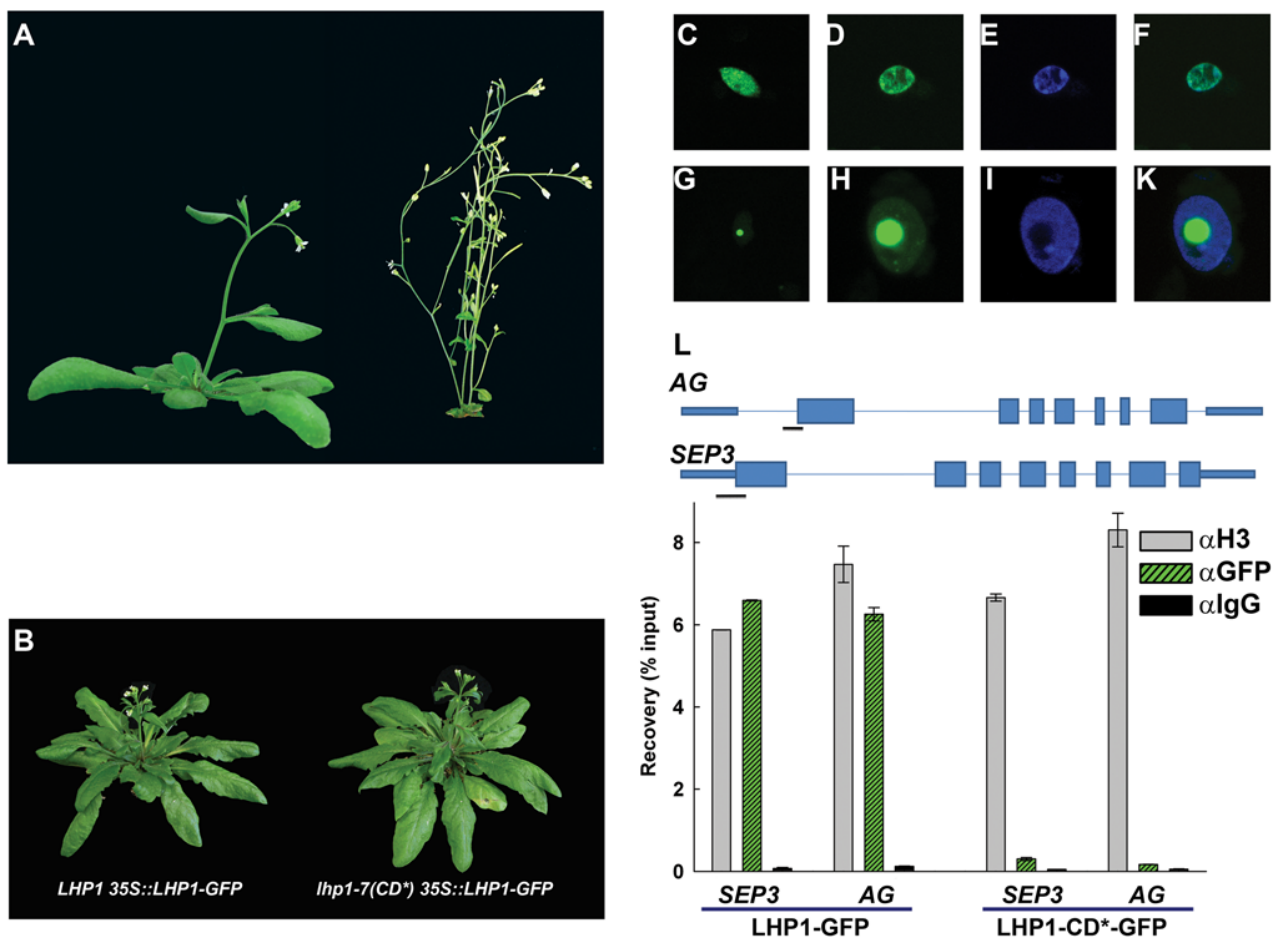 A
B
LHP1 35S::LHP1-GFP
lhp1-7(CD*) 35S::LHP1-GFP
C
D
E
F
G
H
I
K
L
AG
SEP3
Recovery (% input)
8
6
4
2
0
αH3
αGFP
αIgG
SEP3 AG SEP3 AG
LHP1-GFP LHP1-CD*-GFP